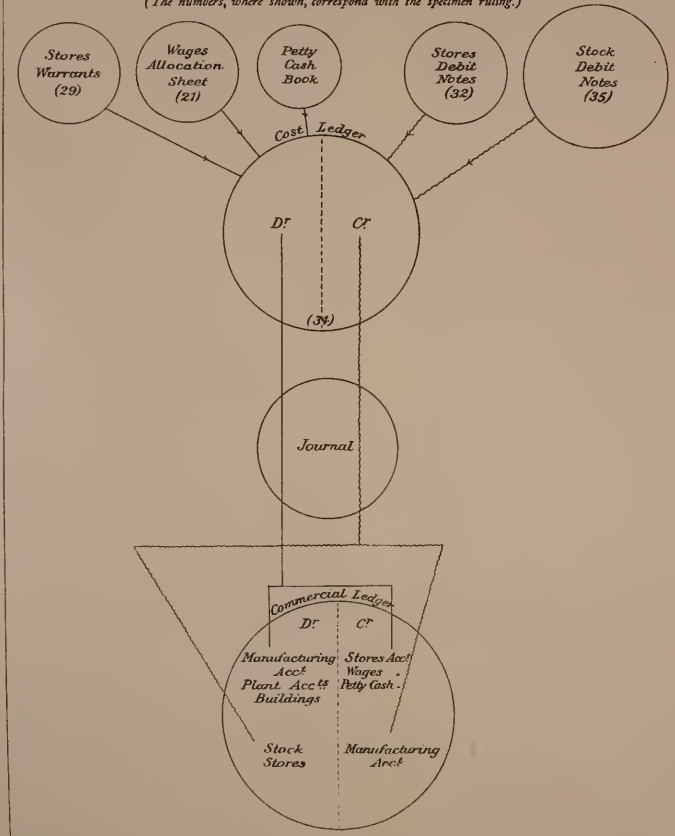 (The numbers, where shown, correspond with the specimen ruling.)
Stores
Warrants
(29)
Wages
Allocation
Sheet
(21)
Petty
Cash
Book
Stores
Debit
Notes
(32)
Stock
Debit
Notes
(35)
Cost Ledger
Dr
Cr
(34)
Journal
Commercial Ledger
Dr
Cr
Manufacturing
Acct
Plant Accts
Buildings
Stores Acct
Wages "
Petty Cash "
Stock
Stores
Manufacturing
Acct